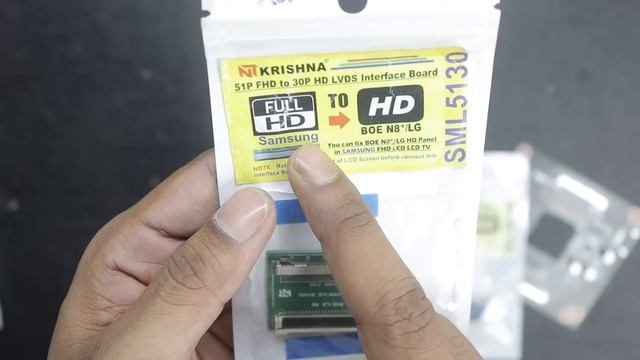 NT KRISHNA
51P FHD to 30P HD LVDS Interface Board
FULL HD
Samsung
TO
HD
BOE N8*/LG
You can fix BOE N8*/LG HD Panel
in SAMSUNG FHD LED LCD TV
NOTE - of LCD Screen before connect this
Interface
SML5130